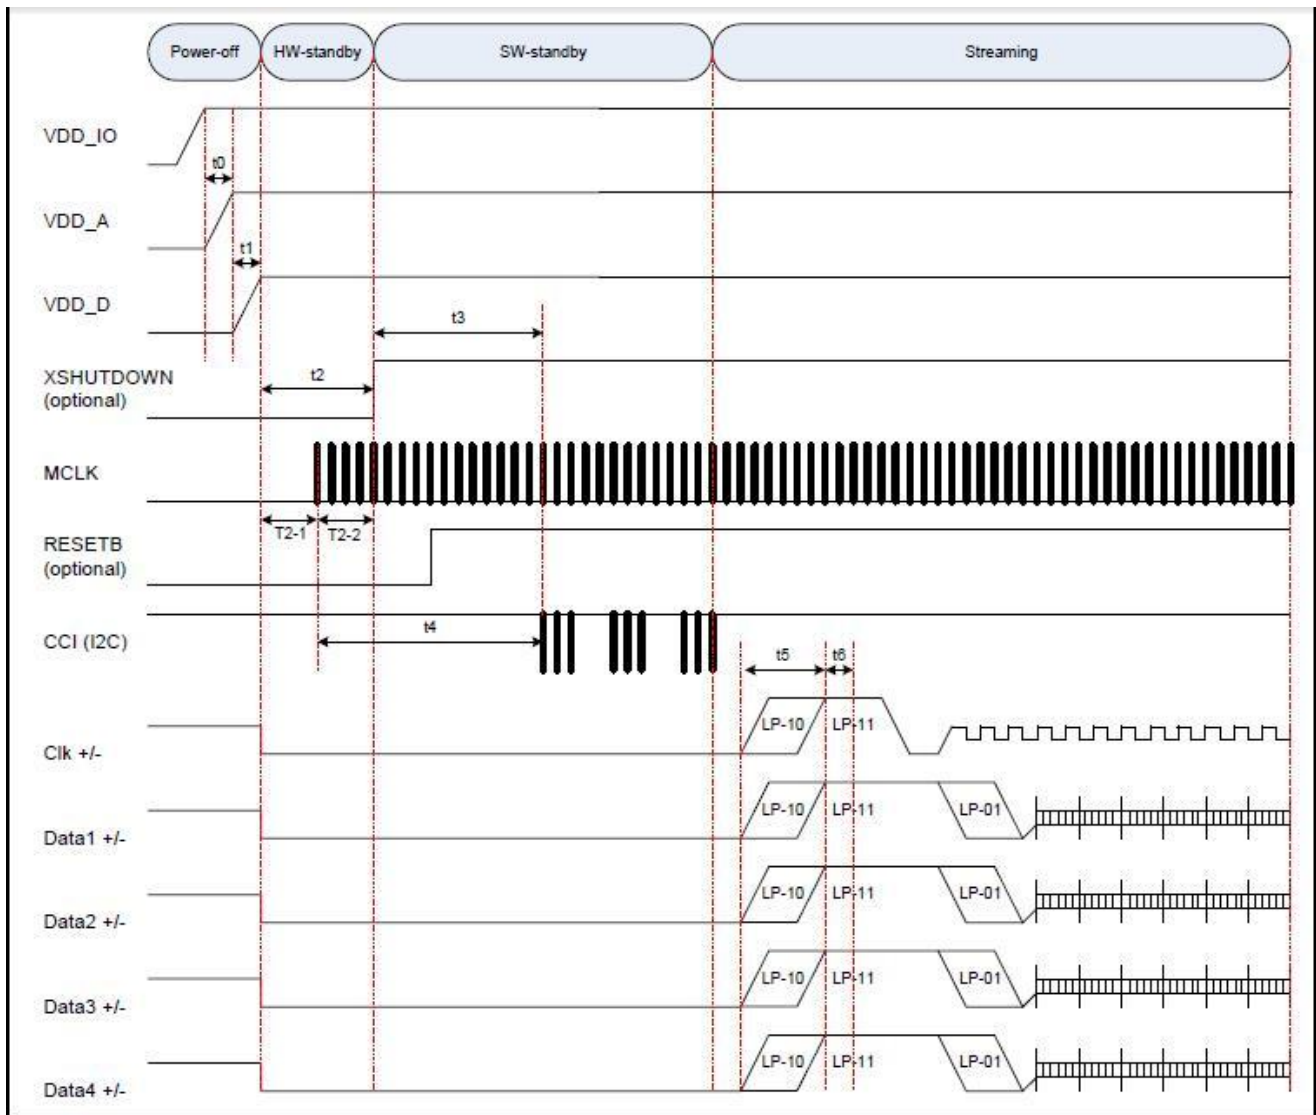 Power-off HW-standby SW-standby Streaming
VDD_IO
t0
VDD_A
t1
VDD_D
t3
XSHUTDOWN
(optional)
t2
MCLK
T2-1 T2-2
RESETB
(optional)
CCI (I2C)
t4
t5 t6
LP-10 LP-11
Clk +/-
LP-10 LP-11 LP-01
Data1 +/-
LP-10 LP-11 LP-01
Data2 +/-
LP-10 LP-11 LP-01
Data3 +/-
LP-10 LP-11 LP-01
Data4 +/-